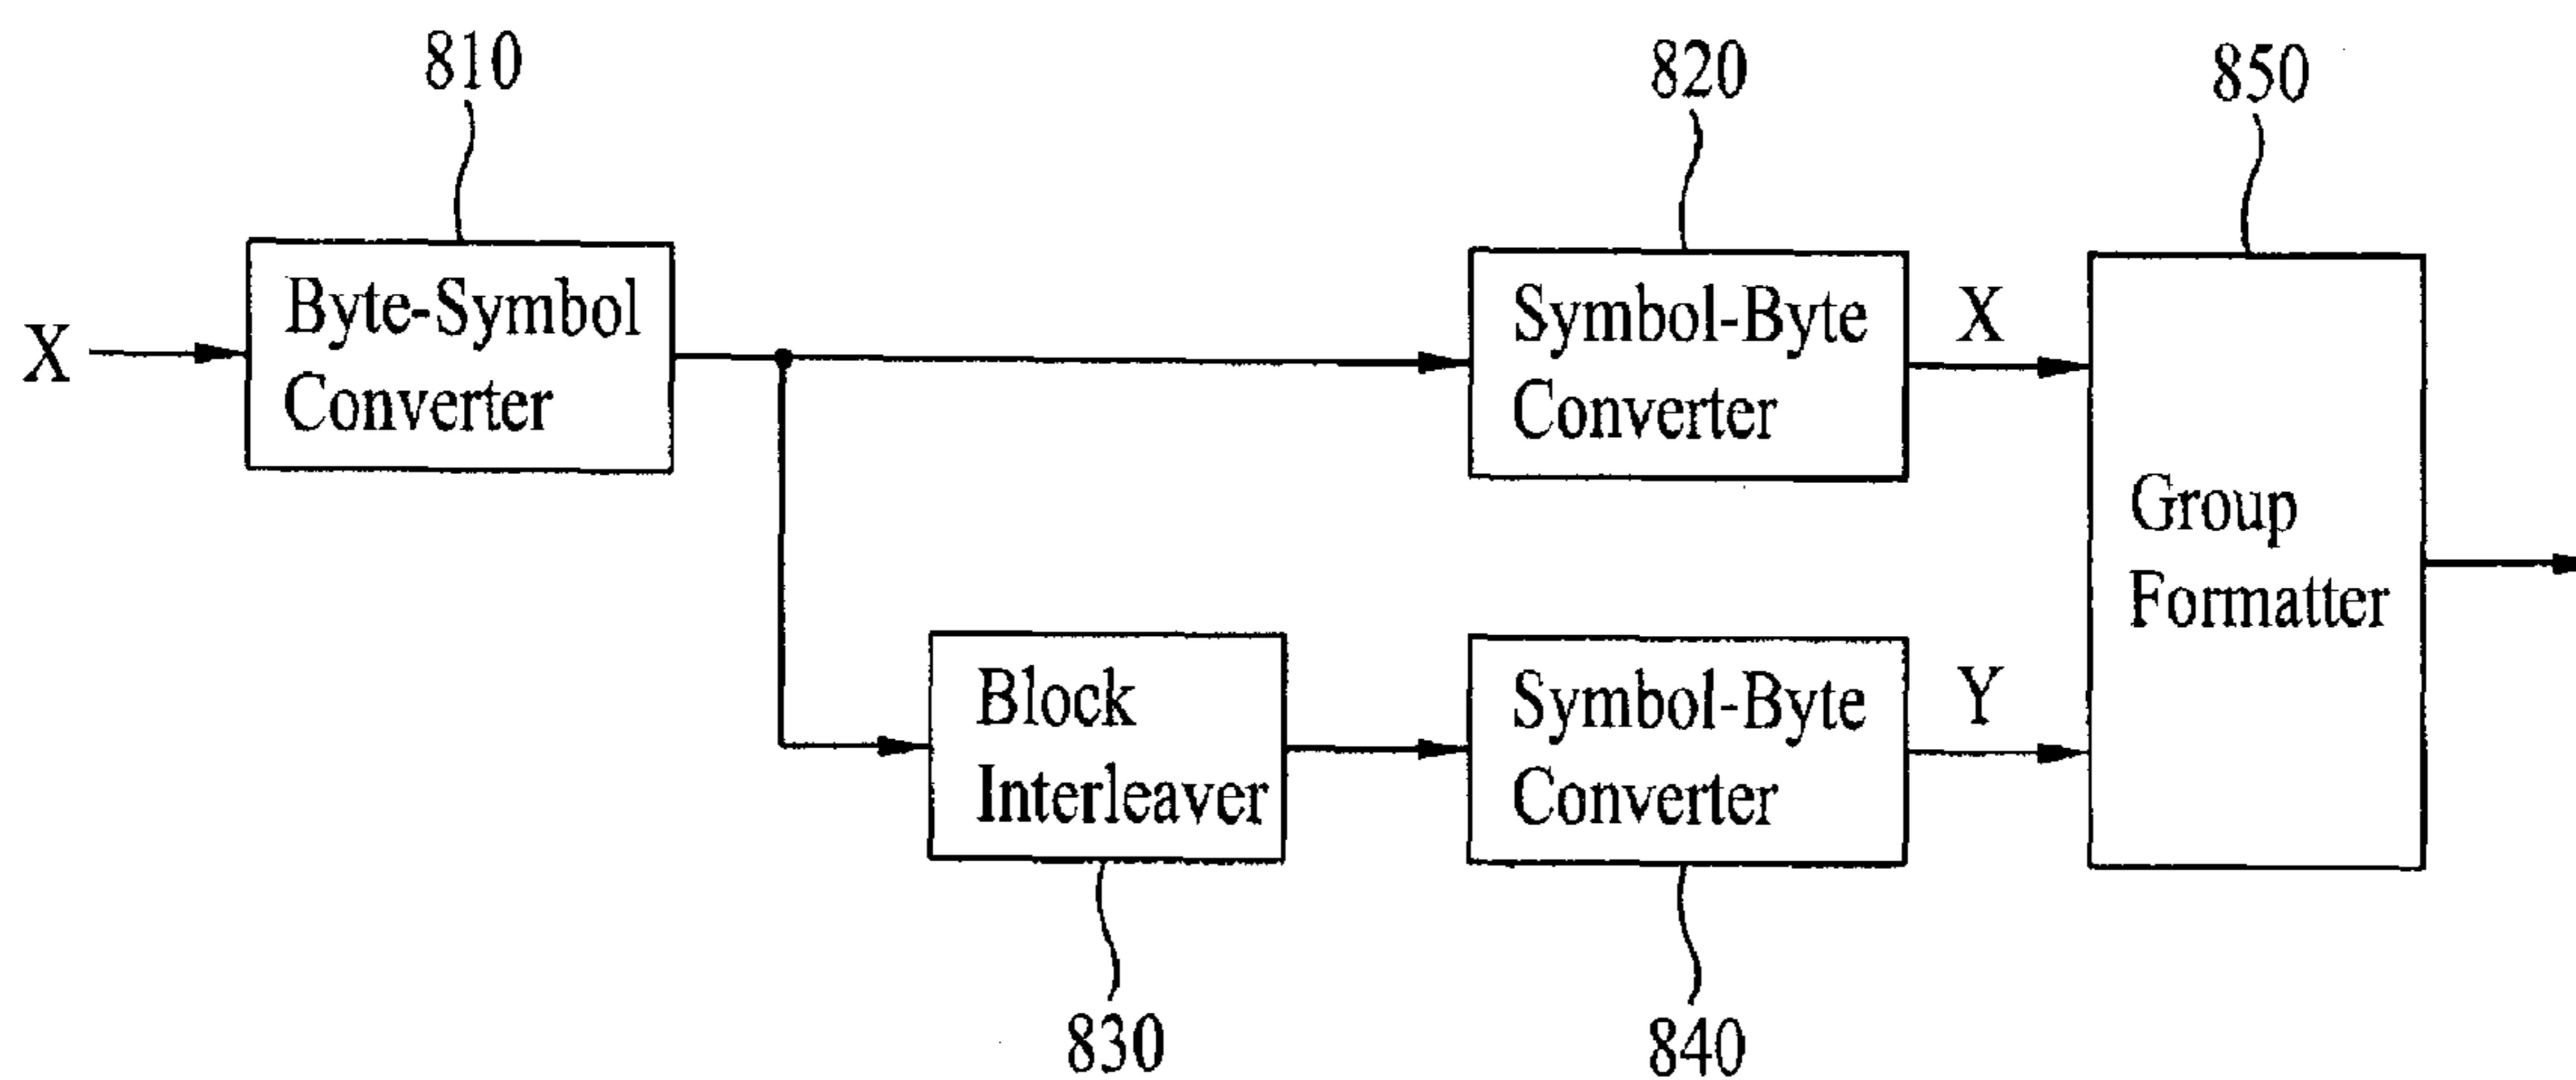 810
820
850
X
Byte-Symbol
Converter
Symbol-Byte
Converter
X
Group
Formatter
Block
Interleaver
Symbol-Byte
Converter
Y
830
840